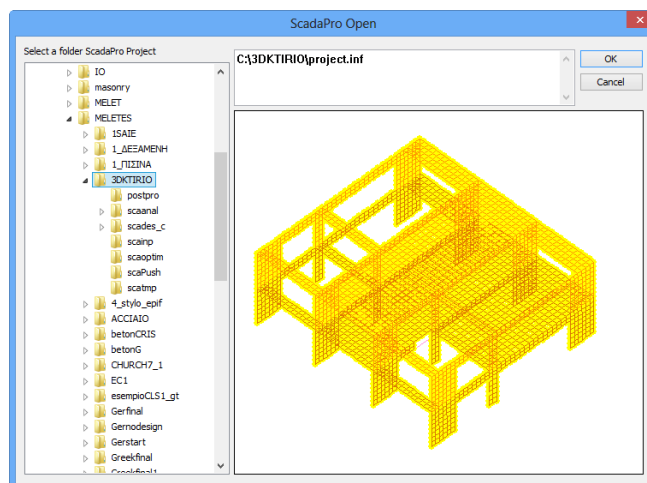 ScadaPro Open
Select a folder ScadaPro Project
IO
masonry
MELET
MELETES
1SAIE
1_ΔΕΞΑΜΕΝΗ
1_ΠΙΣΙΝΑ
3DKTIRIO
postpro
scaanal
scades_c
scainp
scaoptim
scaPush
scatmp
4_stylo_epif
ACCIAIO
betonCRIS
betonG
CHURCH7_1
EC1
esempioCLS1_gt
Gerfinal
Gernodesign
Gerstart
Greekfinal
Greekfinal1
C:\3DKTIRIO\project.inf
OK
Cancel